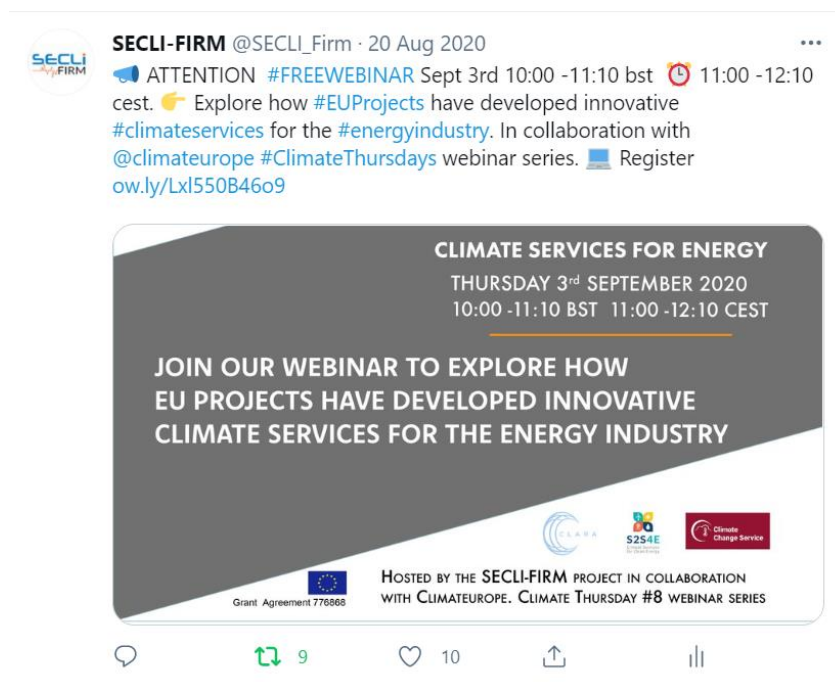 SECLI-FIRM @SECLI_Firm · 20 Aug 2020
SECLi
FIRM
ATTENTION #FREEWEBINAR Sept 3rd 10:00 -11:10 bst 11:00 -12:10
cest. Explore how #EUProjects have developed innovative
#climateservices for the #energyindustry. In collaboration with
@climateurope #ClimateThursdays webinar series. Register
ow.ly/LxI550B46o9
CLIMATE SERVICES FOR ENERGY
THURSDAY 3rd SEPTEMBER 2020
10:00 -11:10 BST 11:00 -12:10 CEST
JOIN OUR WEBINAR TO EXPLORE HOW
EU PROJECTS HAVE DEVELOPED INNOVATIVE
CLIMATE SERVICES FOR THE ENERGY INDUSTRY
CLARA
S2S4E
Climate
Change Service
Grant Agreement 776868
HOSTED BY THE SECLI-FIRM PROJECT IN COLLABORATION
WITH CLIMATEUROPE. CLIMATE THURSDAY #8 WEBINAR SERIES
9
10